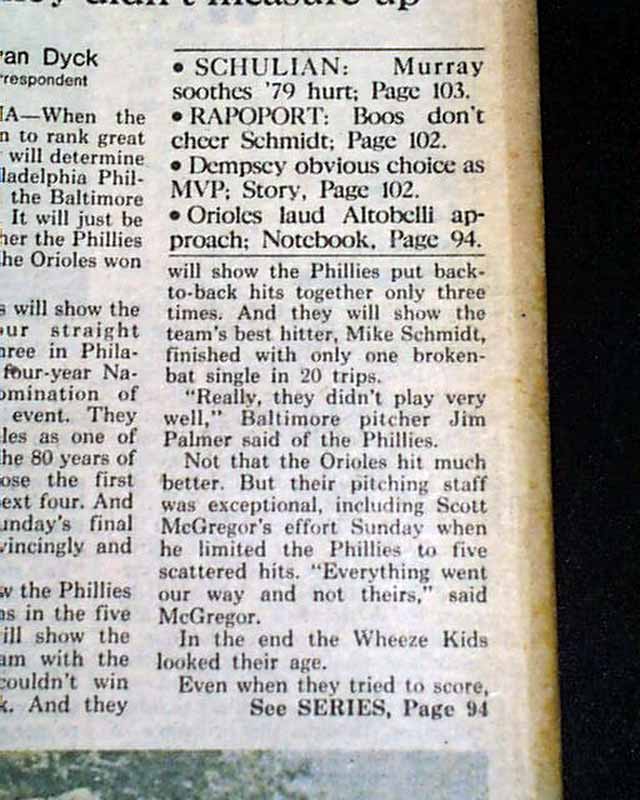 didn't measure up
Dyck
respondent
IA—When the
to rank great
will determine
ladelphia Phil-
the Baltimore
It will just be
her the Phillies
he Orioles won
s will show the
our straight
hree in Phila-
four-year Na-
omination of
event. They
les as one of
he 80 years of
ose the first
ext four. And
unday's final
vincingly and
w the Phillies
ns in the five
ill show the
am with the
couldn't win
k. And they
• SCHULIAN: Murray
soothes '79 hurt; Page 103.
• RAPOPORT: Boos don't
cheer Schmidt; Page 102.
• Dempsey obvious choice as
MVP; Story, Page 102.
• Orioles laud Altobelli ap-
proach; Notebook, Page 94.
will show the Phillies put back-
to-back hits together only three
times. And they will show the
team's best hitter, Mike Schmidt,
finished with only one broken-
bat single in 20 trips.
"Really, they didn't play very
well," Baltimore pitcher Jim
Palmer said of the Phillies.
Not that the Orioles hit much
better. But their pitching staff
was exceptional, including Scott
McGregor's effort Sunday when
he limited the Phillies to five
scattered hits. "Everything went
our way and not theirs," said
McGregor.
In the end the Wheeze Kids
looked their age.
Even when they tried to score,
See SERIES, Page 94